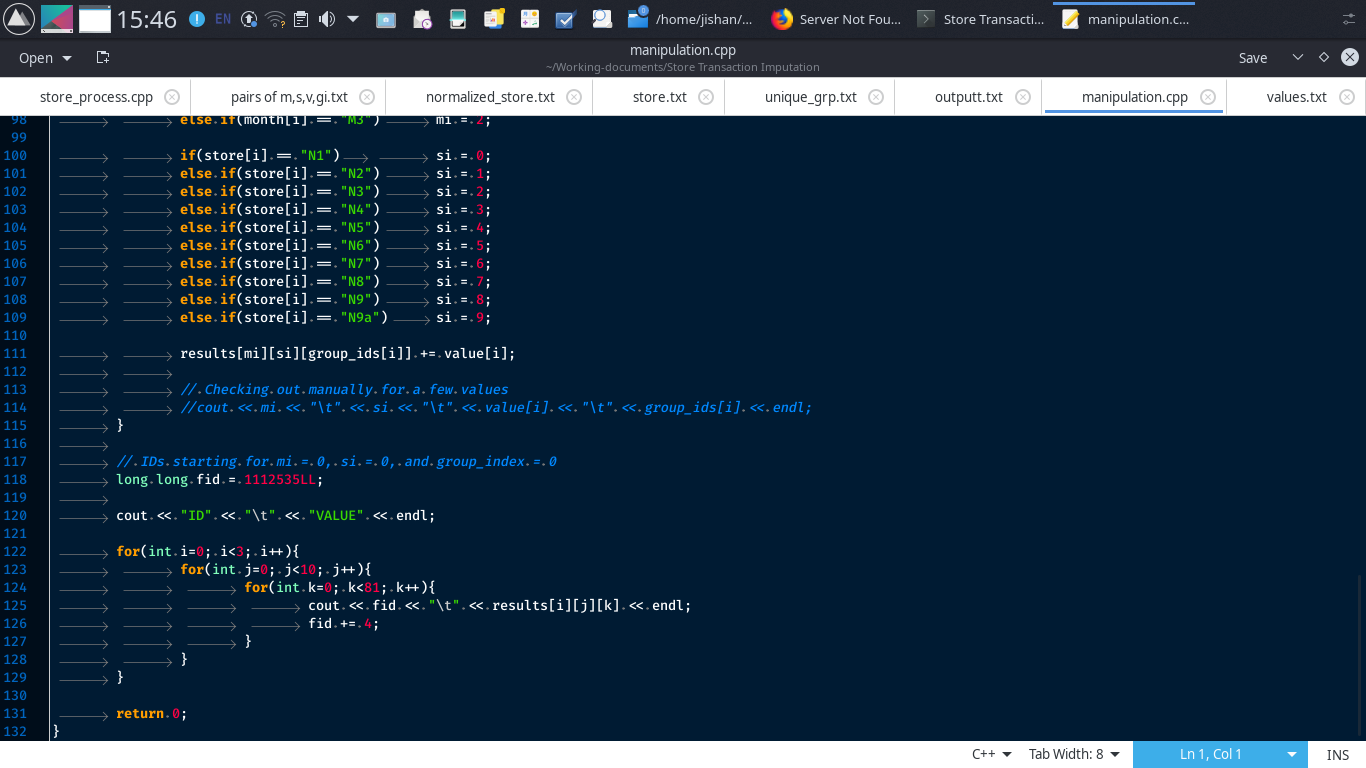 15:46 EN /home/jishan/... Server Not Fou... Store Transacti... manipulation.c...
Open manipulation.cpp Save
~/Working-documents/Store Transaction Imputation
store_process.cpp pairs of m,s,v,gi.txt normalized_store.txt store.txt unique_grp.txt outputt.txt manipulation.cpp values.txt
98 else if(month[i] == "M3") mi = 2;
99
100 if(store[i] == "N1") si = 0;
101 else if(store[i] == "N2") si = 1;
102 else if(store[i] == "N3") si = 2;
103 else if(store[i] == "N4") si = 3;
104 else if(store[i] == "N5") si = 4;
105 else if(store[i] == "N6") si = 5;
106 else if(store[i] == "N7") si = 6;
107 else if(store[i] == "N8") si = 7;
108 else if(store[i] == "N9") si = 8;
109 else if(store[i] == "N9a") si = 9;
110
111 results[mi][si][group_ids[i]] += value[i];
112
113 // Checking out manually for a few values
114 //cout << mi << "\t" << si << "\t" << value[i] << "\t" << group_ids[i] << endl;
115 }
116
117 // IDs starting for mi = 0, si = 0, and group_index = 0
118 long long fid = 1112535LL;
119
120 cout << "ID" << "\t" << "VALUE" << endl;
121
122 for(int i=0; i<3; i++){
123 for(int j=0; j<10; j++){
124 for(int k=0; k<81; k++){
125 cout << fid << "\t" << results[i][j][k] << endl;
126 fid += 4;
127 }
128 }
129 }
130
131 return 0;
132 }
C++ Tab Width: 8 Ln 1, Col 1 INS